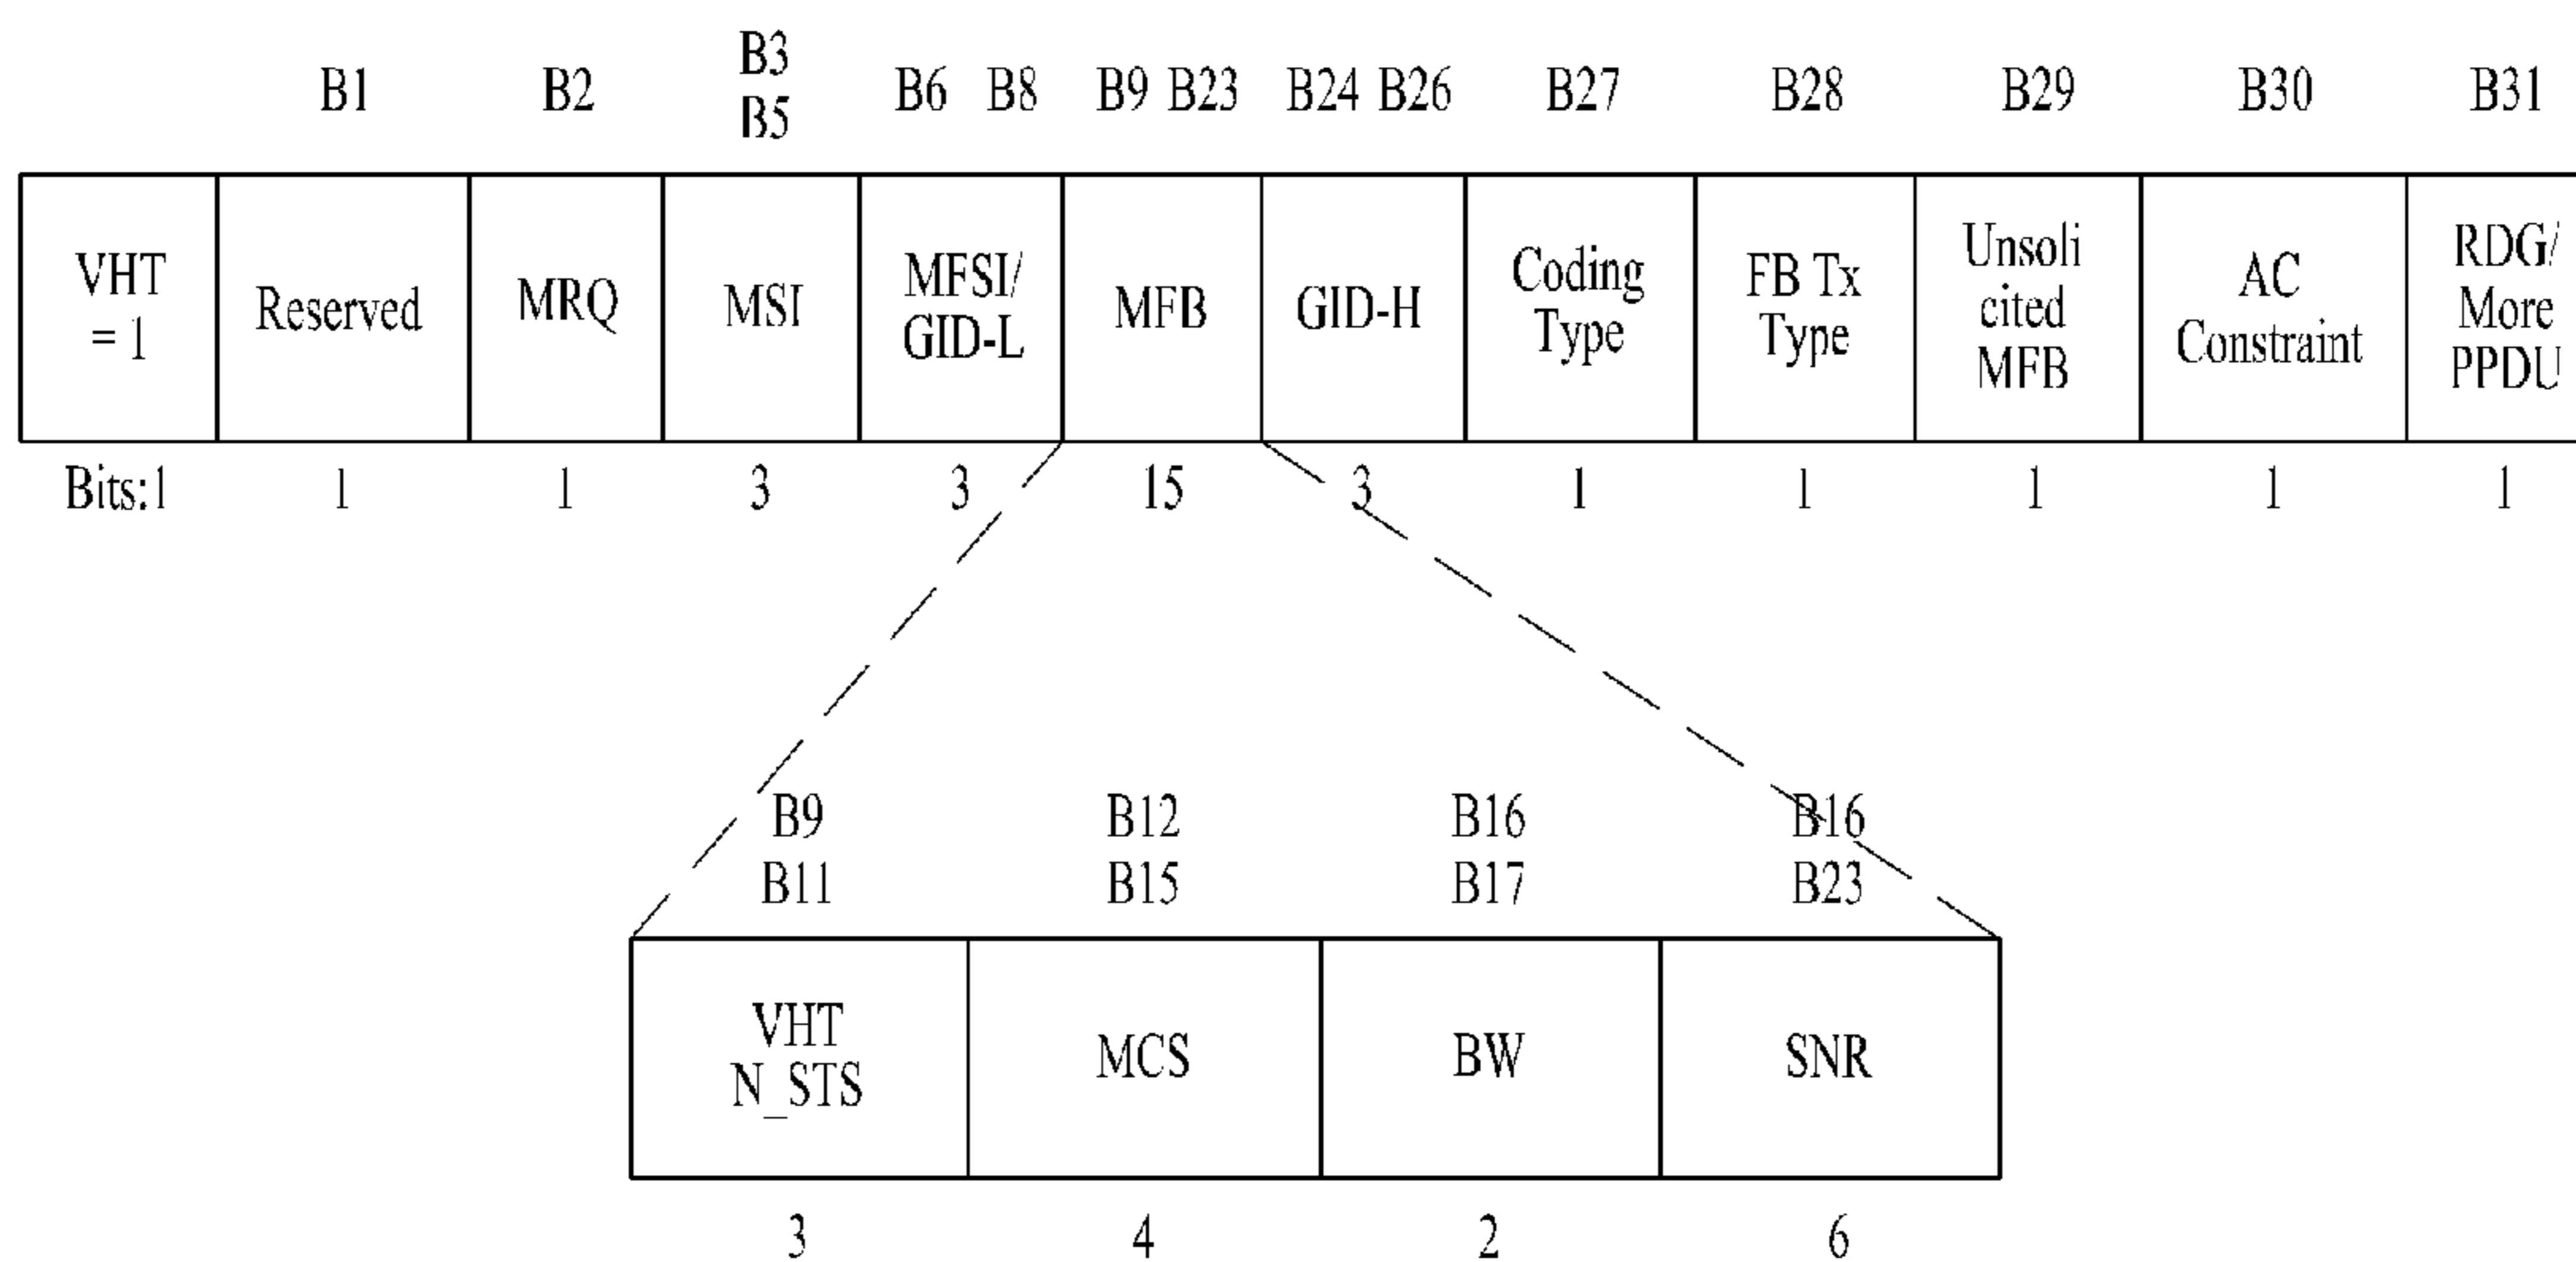 B1 B2 B3 B5 B6 B8 B9 B23 B24 B26 B27 B28 B29 B30 B31
VHT = 1
Reserved
MRQ
MSI
MFSI/
GID-L
MFB
GID-H
Coding
Type
FB Tx
Type
Unsoli
cited
MFB
AC
Constraint
RDG/
More
PPDU
Bits:1 1 1 3 3 15 3 1 1 1 1 1
B9 B12 B16 B16
B11 B15 B17 B23
VHT
N_STS
MCS
BW
SNR
3 4 2 6